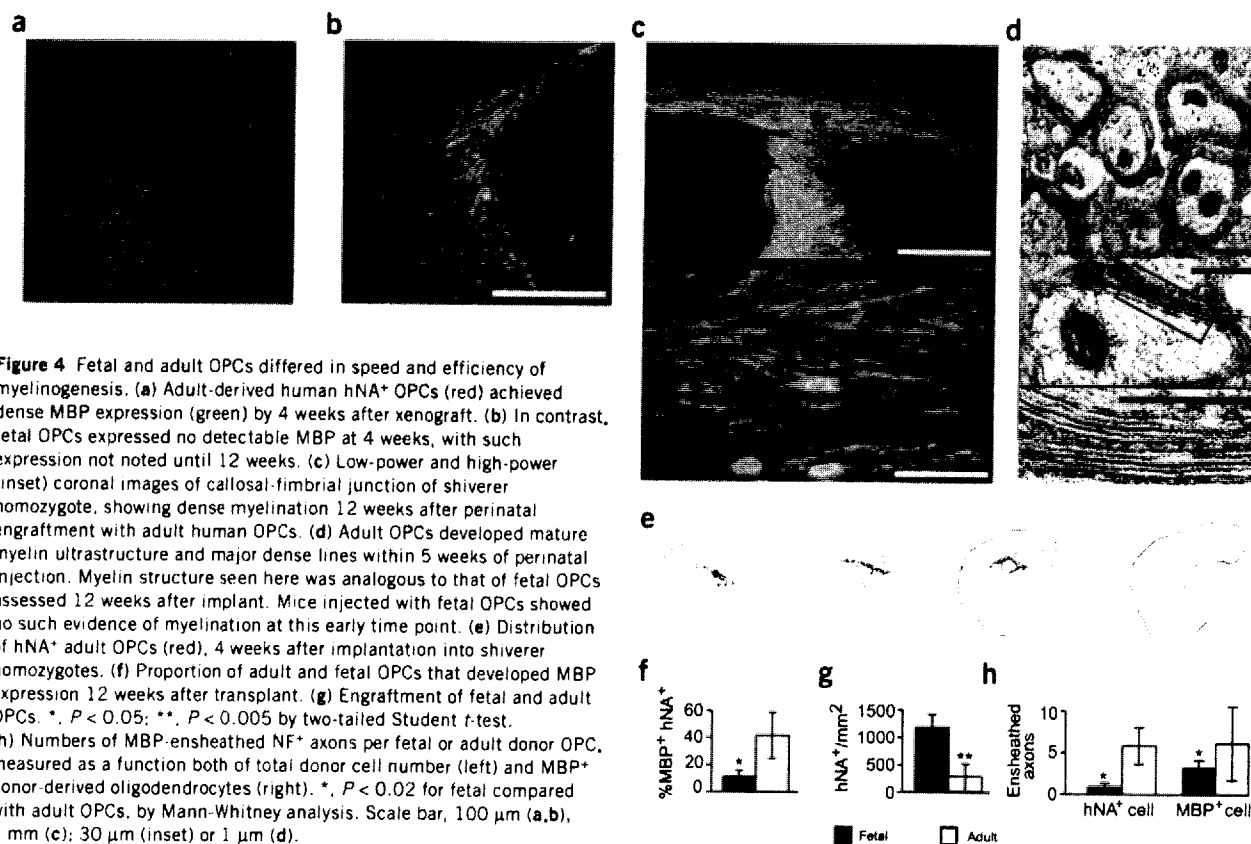 a
b
c
d
Figure 4 Fetal and adult OPCs differed in speed and efficiency of
myelinogenesis. (a) Adult-derived human hNA⁺ OPCs (red) achieved
dense MBP expression (green) by 4 weeks after xenograft. (b) In contrast,
fetal OPCs expressed no detectable MBP at 4 weeks, with such
expression not noted until 12 weeks. (c) Low-power and high-power
inset) coronal images of callosal-fimbrial junction of shiverer
homozygote, showing dense myelination 12 weeks after perinatal
engraftment with adult human OPCs. (d) Adult OPCs developed mature
myelin ultrastructure and major dense lines within 5 weeks of perinatal
injection. Myelin structure seen here was analogous to that of fetal OPCs
assessed 12 weeks after implant. Mice injected with fetal OPCs showed
no such evidence of myelination at this early time point. (e) Distribution
of hNA⁺ adult OPCs (red), 4 weeks after implantation into shiverer
homozygotes. (f) Proportion of adult and fetal OPCs that developed MBP
expression 12 weeks after transplant. (g) Engraftment of fetal and adult
OPCs. *, P < 0.05; **, P < 0.005 by two-tailed Student t-test.
h) Numbers of MBP-ensheathed NF⁺ axons per fetal or adult donor OPC,
measured as a function both of total donor cell number (left) and MBP⁺
donor-derived oligodendrocytes (right). *, P < 0.02 for fetal compared
with adult OPCs, by Mann-Whitney analysis. Scale bar, 100 μm (a,b),
mm (c); 30 μm (inset) or 1 μm (d).
e
f
%MBP⁺ hNA⁺
60
40
20
0
*
g
hNA⁺/mm²
1500
1000
500
0
**
h
Ensheathed axons
10
5
0
*
*
hNA⁺ cell
MBP⁺ cell
Fetal
Adult